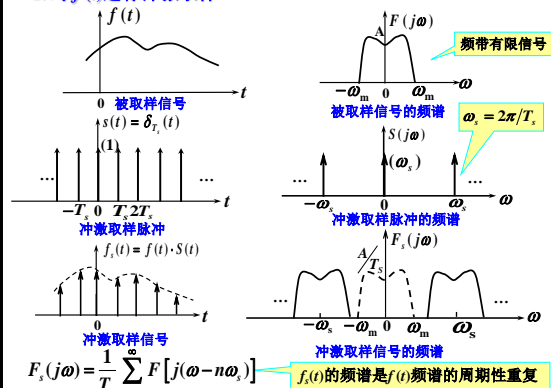 f(t)
0
t
被取样信号
A
F(jω)
-ωm 0 ωm ω
被取样信号的频谱
频带有限信号
s(t) = δTs(t)
(1)
... ...
-Ts 0 Ts 2Ts t
冲激取样脉冲
S(jω)
(ωs)
... ...
-ωs 0 ωs ω
冲激取样脉冲的频谱
ωs = 2π/Ts
fs(t) = f(t)·S(t)
0 t
冲激取样信号
Fs(jω)
A/Ts
... ...
-ωs -ωm 0 ωm ωs ω
冲激取样信号的频谱
Fs(jω) = 1/T ∑ ∞ F[j(ω-nωs)]
fs(t)的频谱是f(t)频谱的周期性重复